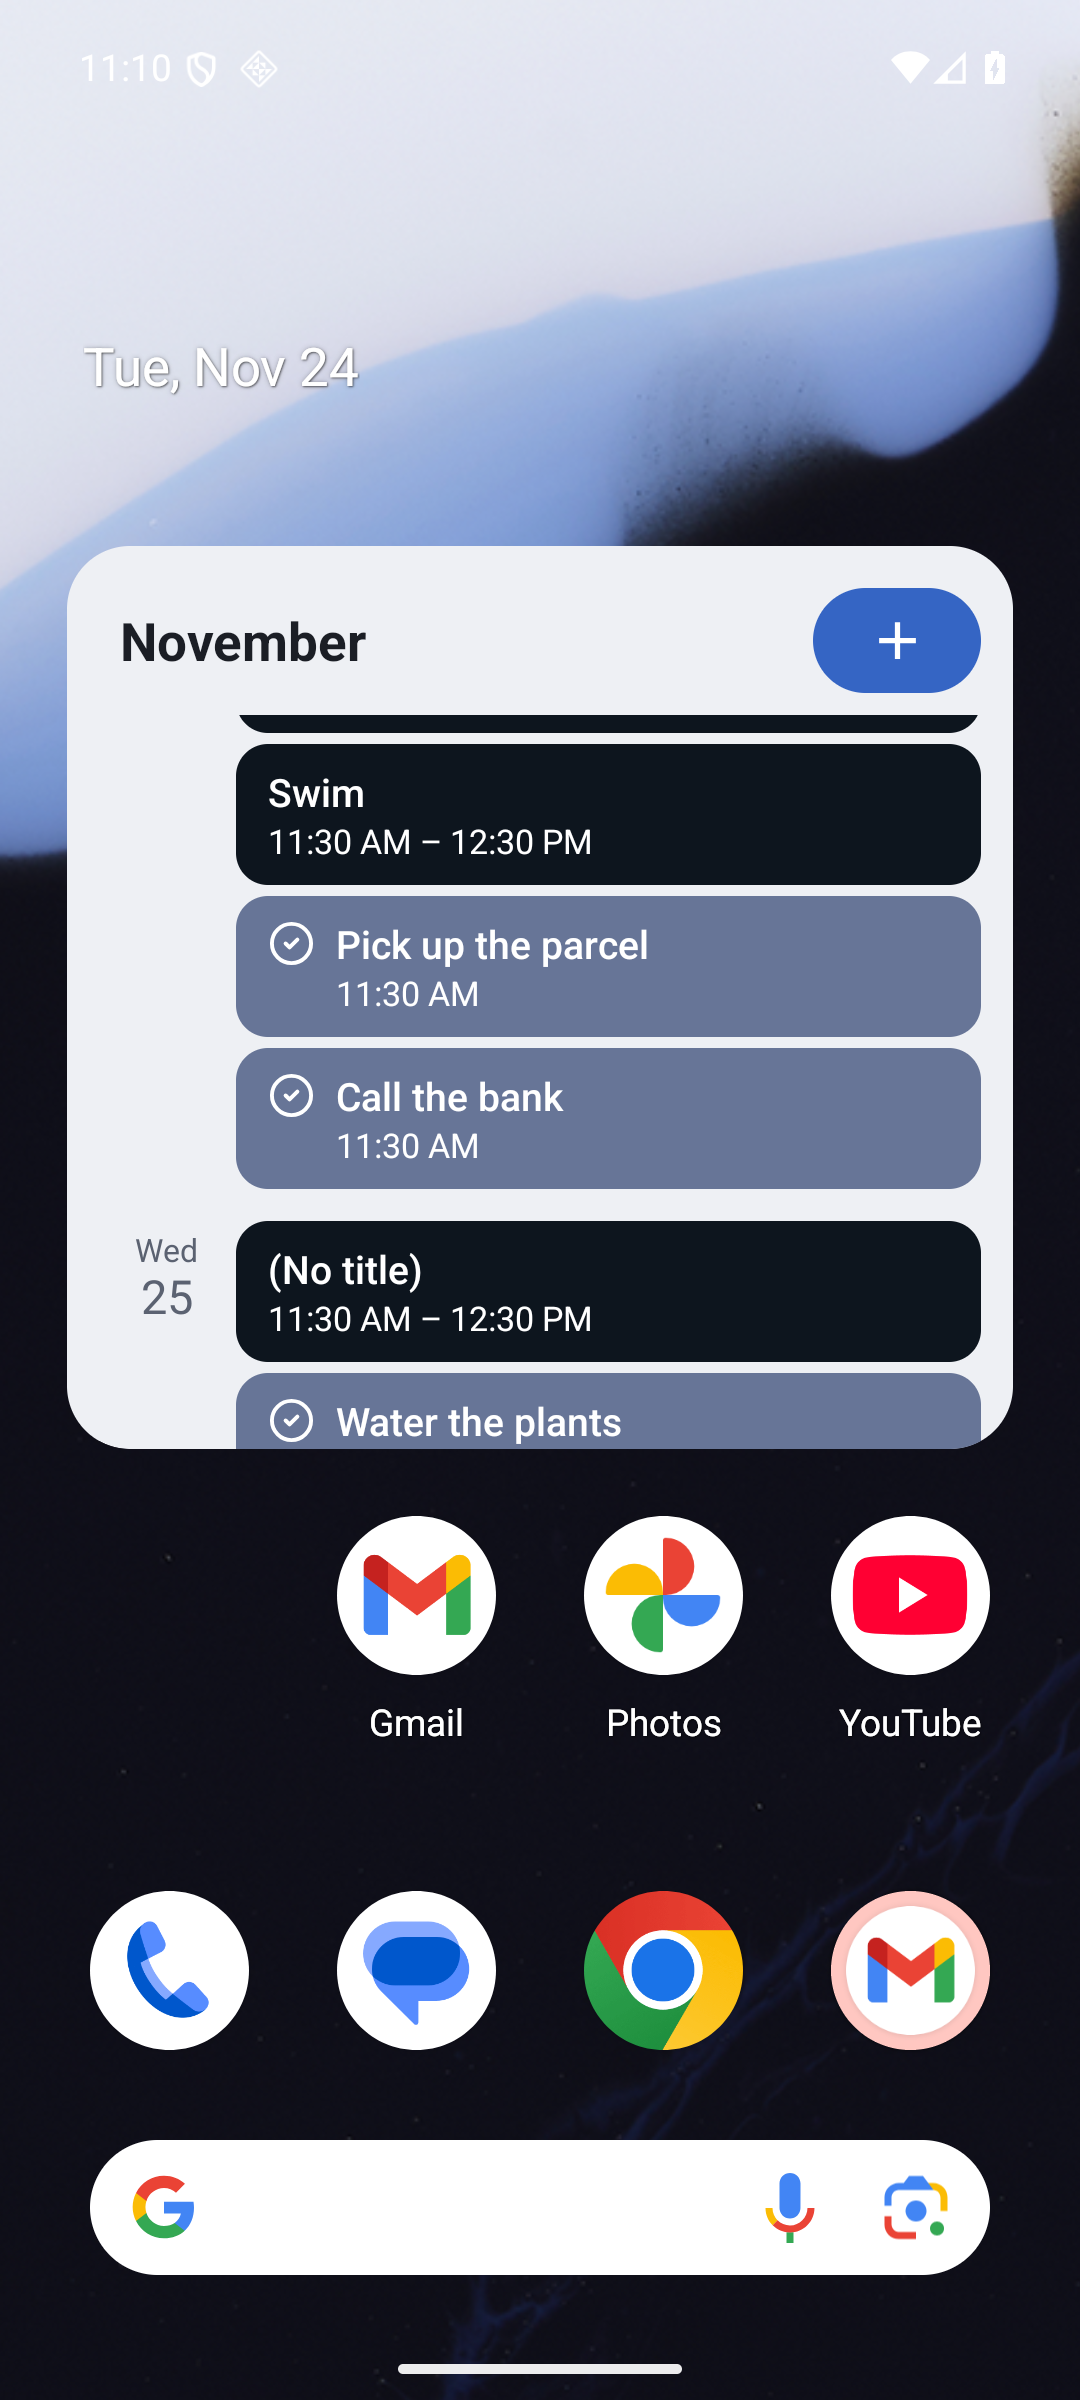 11:10
Tue, Nov 24
November
Swim
11:30 AM – 12:30 PM
Pick up the parcel
11:30 AM
Call the bank
11:30 AM
Wed
25
(No title)
11:30 AM – 12:30 PM
Water the plants
Gmail
Photos
YouTube